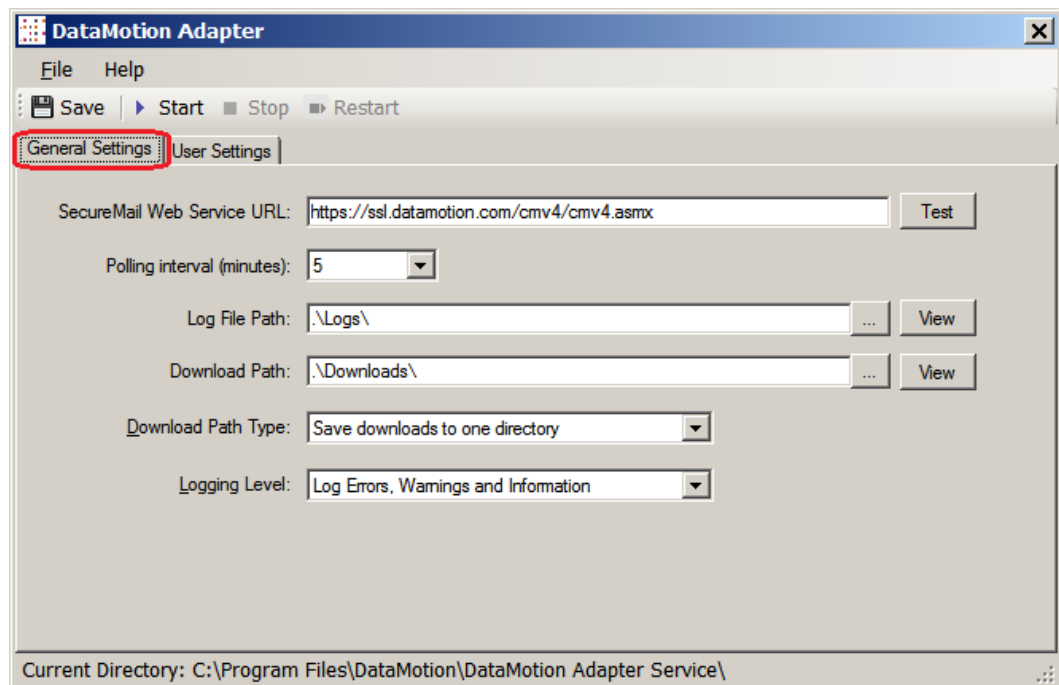 DataMotion Adapter
File Help
Save Start Stop Restart
General Settings User Settings
SecureMail Web Service URL: https://ssl.datamotion.com/cmv4/cmv4.asmx Test
Polling interval (minutes): 5
Log File Path: .\Logs\ ... View
Download Path: .\Downloads\ ... View
Download Path Type: Save downloads to one directory
Logging Level: Log Errors, Warnings and Information
Current Directory: C:\Program Files\DataMotion\DataMotion Adapter Service\